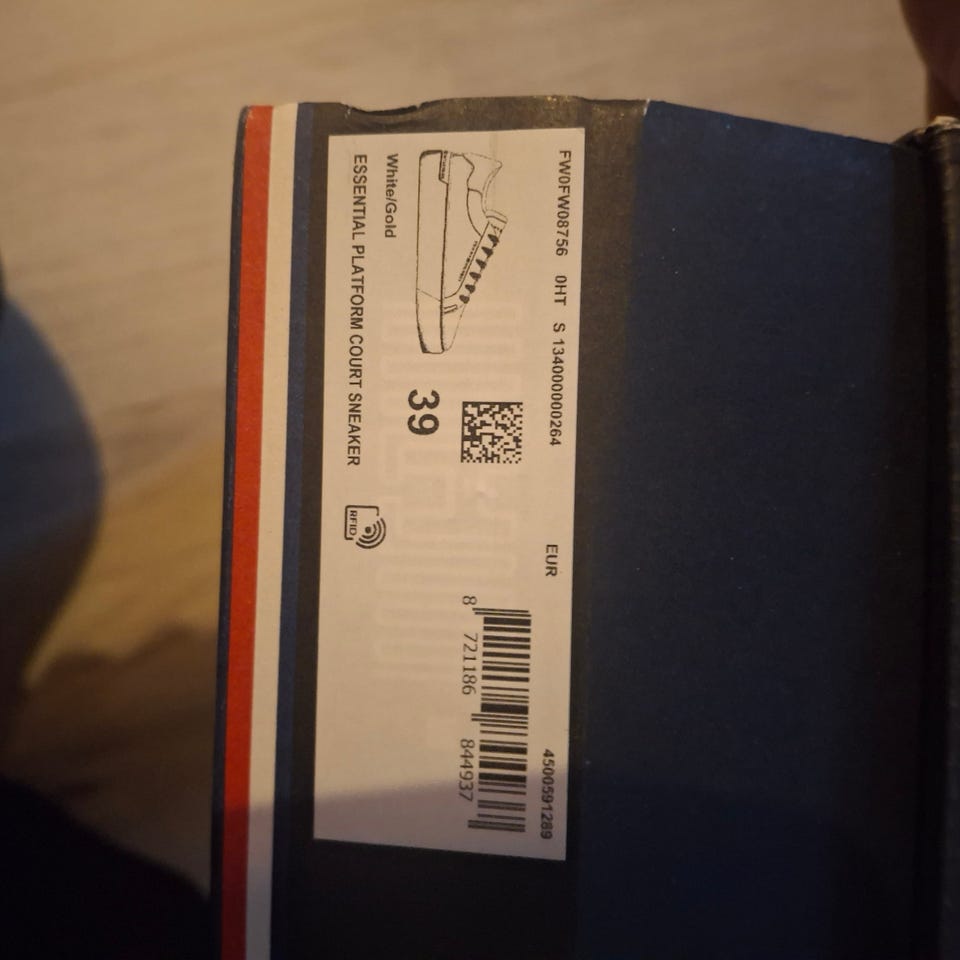 FW0FW08756 0HT S 134000000264
EUR
4500591289
39
8 721186 844937
White/Gold
ESSENTIAL PLATFORM COURT SNEAKER
RFID